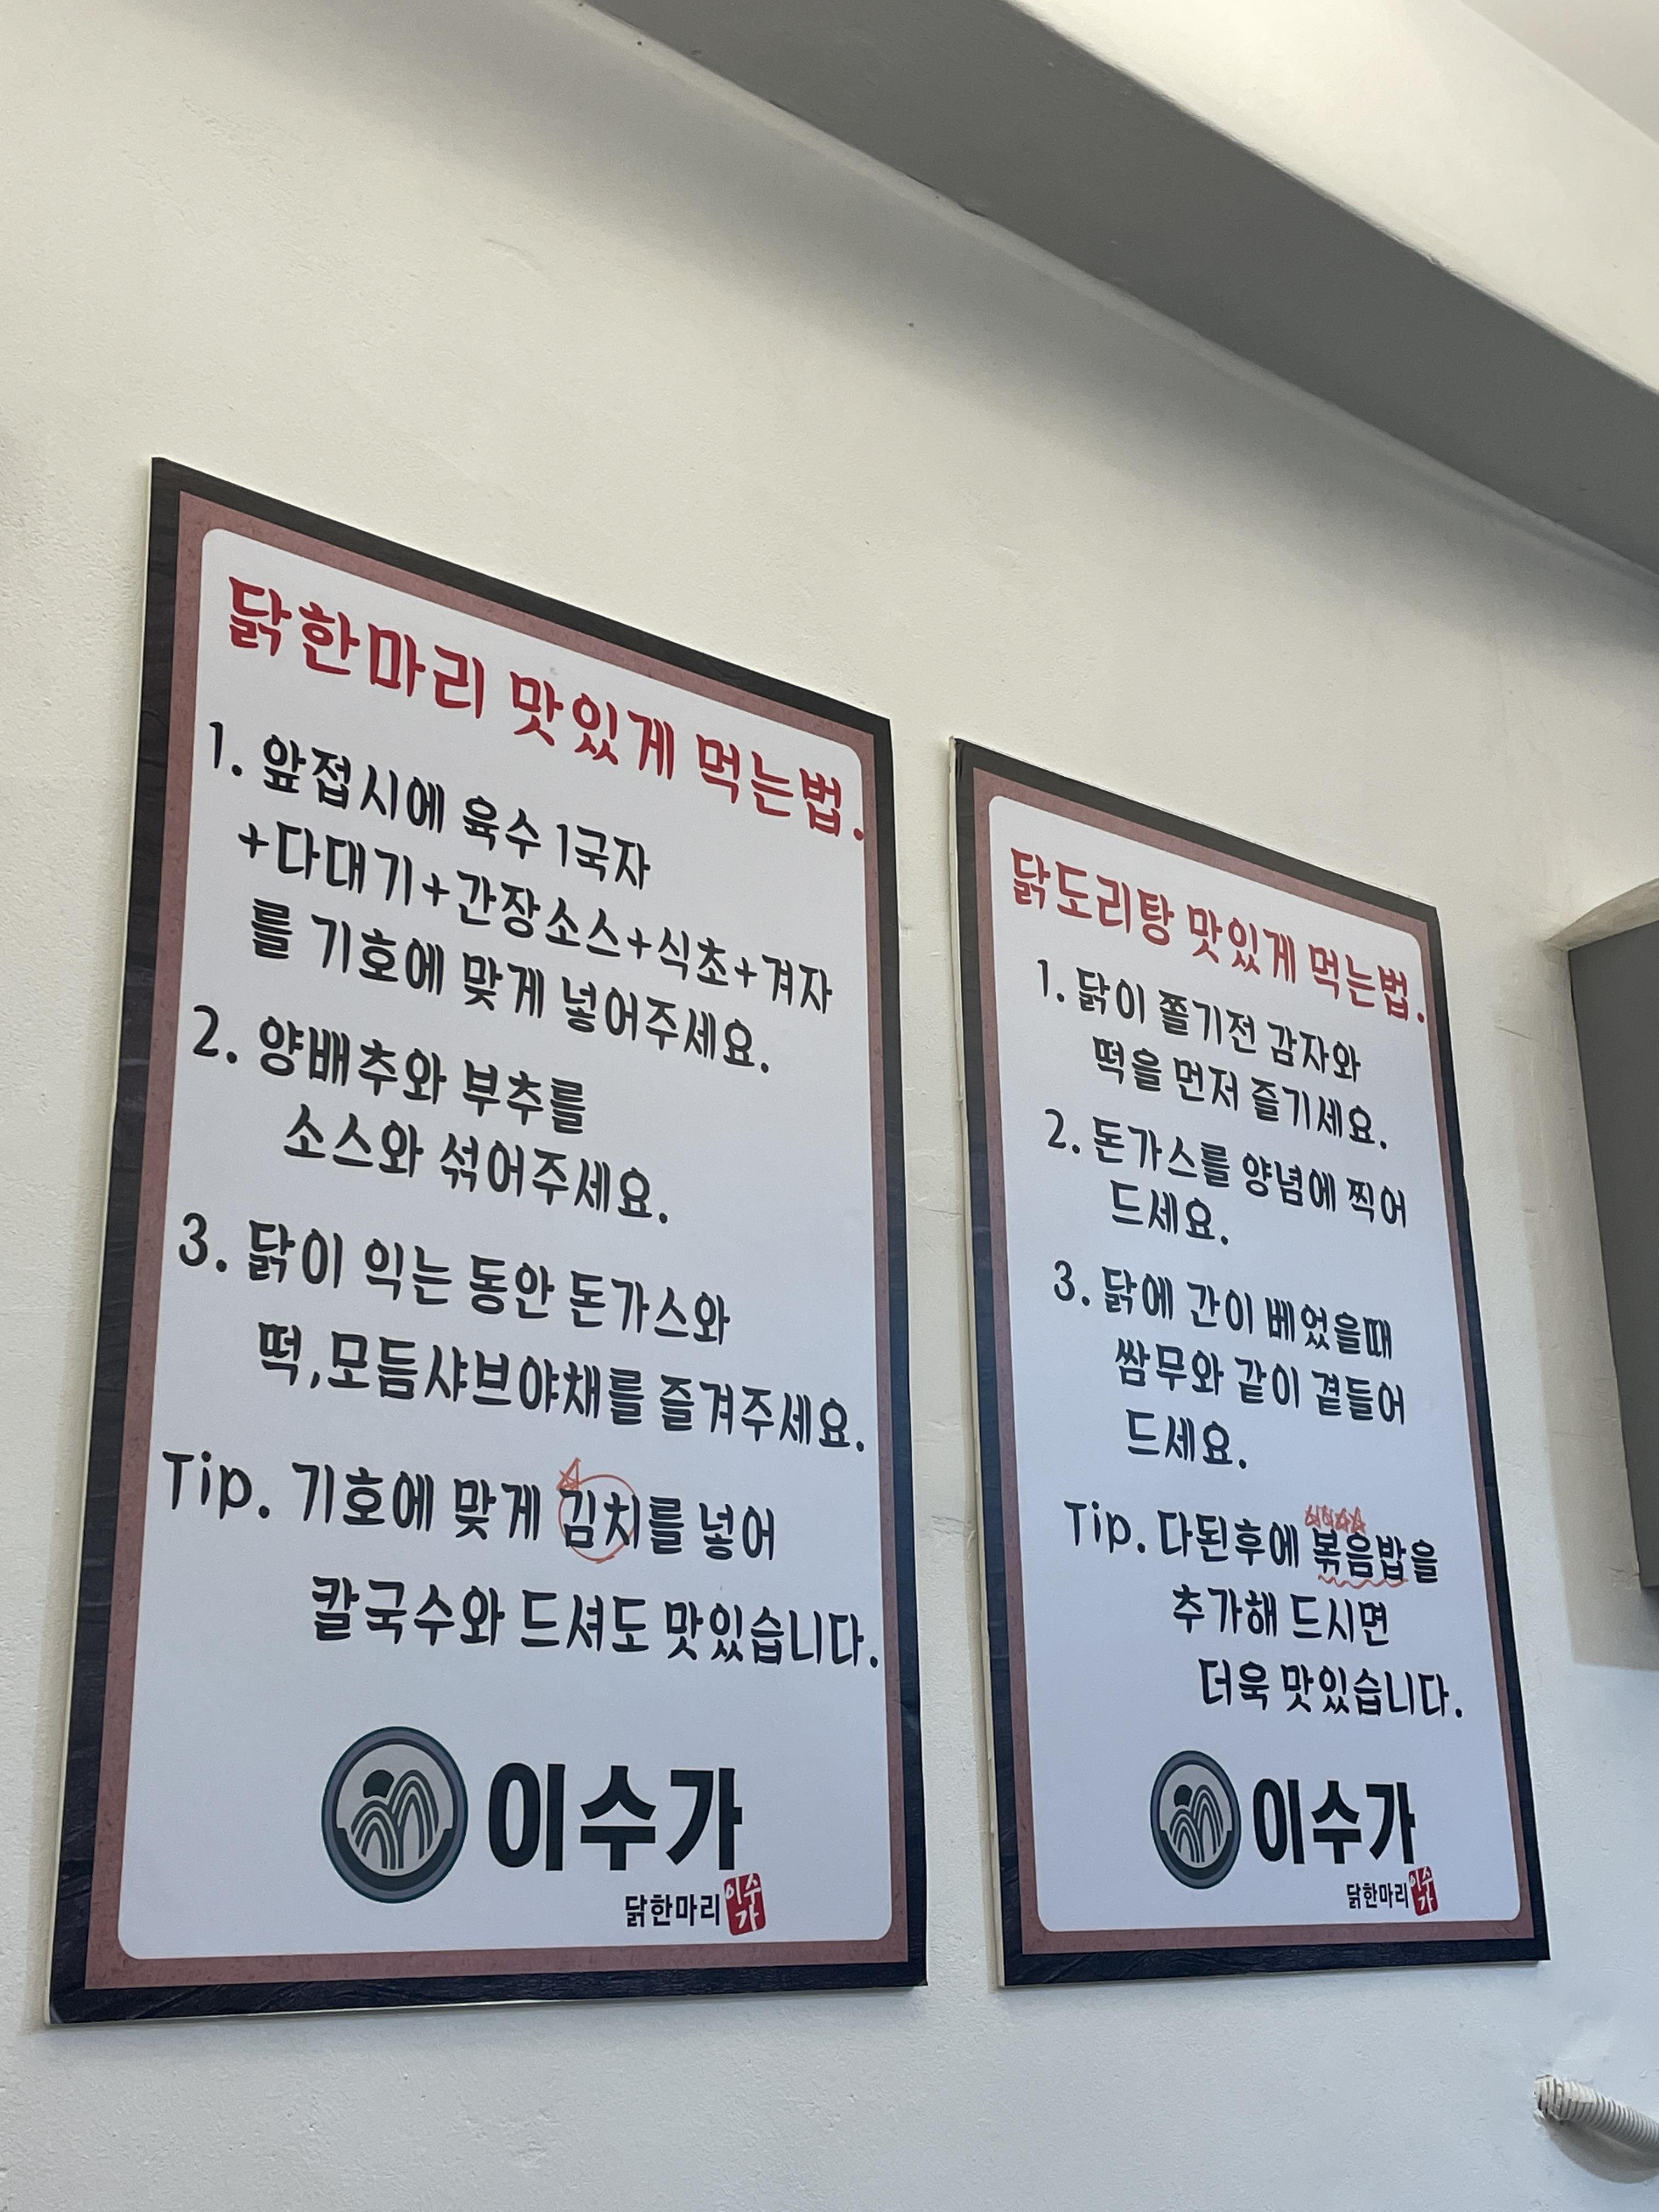 닭한마리 맛있게 먹는법.
1. 앞접시에 육수 1국자
+다대기+간장소스+식초+겨자
를 기호에 맞게 넣어주세요.
2. 양배추와 부추를
소스와 섞어주세요.
3. 닭이 익는 동안 돈가스와
떡,모듬샤브야채를 즐겨주세요.
Tip. 기호에 맞게 김치를 넣어
칼국수와 드셔도 맛있습니다.
이수가
닭한마리 이수가
닭도리탕 맛있게 먹는법.
1. 닭이 쫄기전 감자와
떡을 먼저 즐기세요.
2. 돈가스를 양념에 찍어
드세요.
3. 닭에 간이 베었을때
쌈무와 같이 곁들어
드세요.
Tip. 다된후에 볶음밥을
추가해 드시면
더욱 맛있습니다.
이수가
닭한마리 이수가